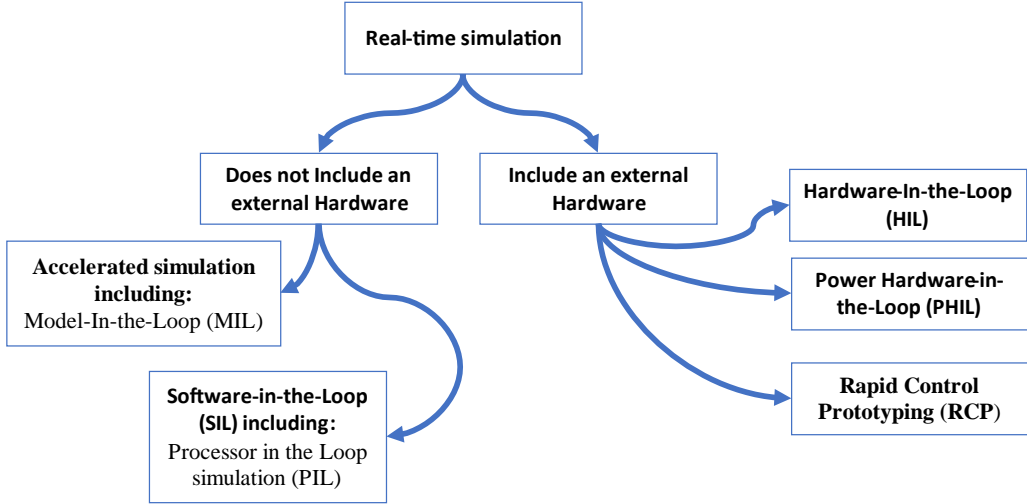 Real-time simulation
Does not Include an
external Hardware
Include an external
Hardware
Hardware-In-the-Loop
(HIL)
Accelerated simulation
including:
Model-In-the-Loop (MIL)
Power Hardware-in-
the-Loop (PHIL)
Software-in-the-Loop
(SIL) including:
Processor in the Loop
simulation (PIL)
Rapid Control
Prototyping (RCP)